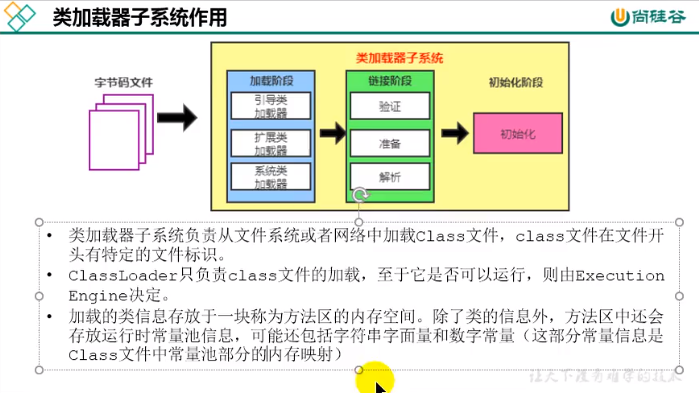 类加载器子系统作用
尚硅谷
类加载器子系统
字节码文件
加载阶段
引导类
加载器
扩展类
加载器
系统类
加载器
链接阶段
验证
准备
解析
初始化阶段
初始化
• 类加载器子系统负责从文件系统或者网络中加载Class文件，class文件在文件开
头有特定的文件标识。
• ClassLoader只负责class文件的加载，至于它是否可以运行，则由Execution
Engine决定。
• 加载的类信息存放于一块称为方法区的内存空间。除了类的信息外，方法区中还会
存放运行时常量池信息，可能还包括字符串字面量和数字常量（这部分常量信息是
Class文件中常量池部分的内存映射）
让天下没有难学的技术